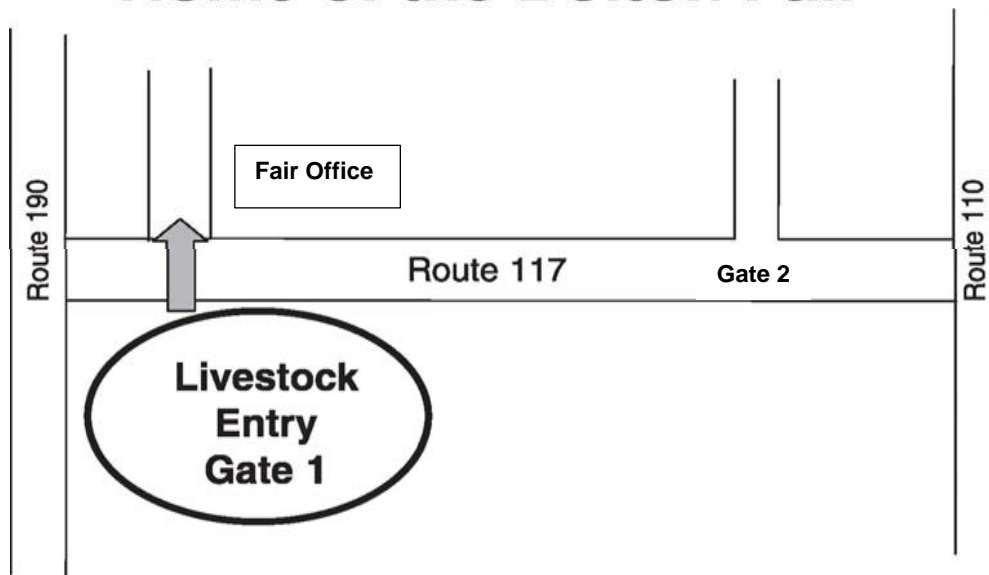 Fair Office
Route 190
Route 117
Gate 2
Route 110
Livestock
Entry
Gate 1